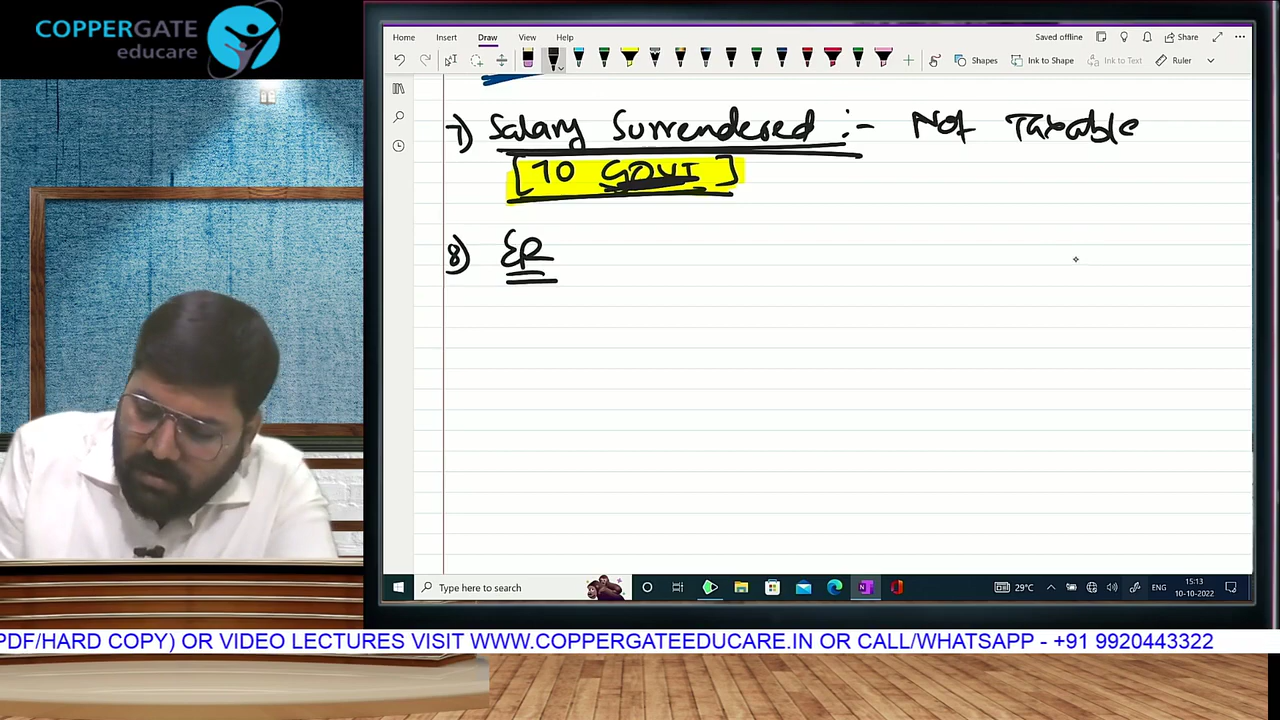 COPPERGATE
educare
Home Insert Draw View Help Saved offline Share
Shapes Ink to Shape Ink to Text Ruler
7) Salary Surrendered :- Not Taxable
[TO GOVT]
8) ER
Type here to search 29°C ENG 15:13
10-10-2022
PDF/HARD COPY) OR VIDEO LECTURES VISIT WWW.COPPERGATEEDUCARE.IN OR CALL/WHATSAPP - +91 9920443322